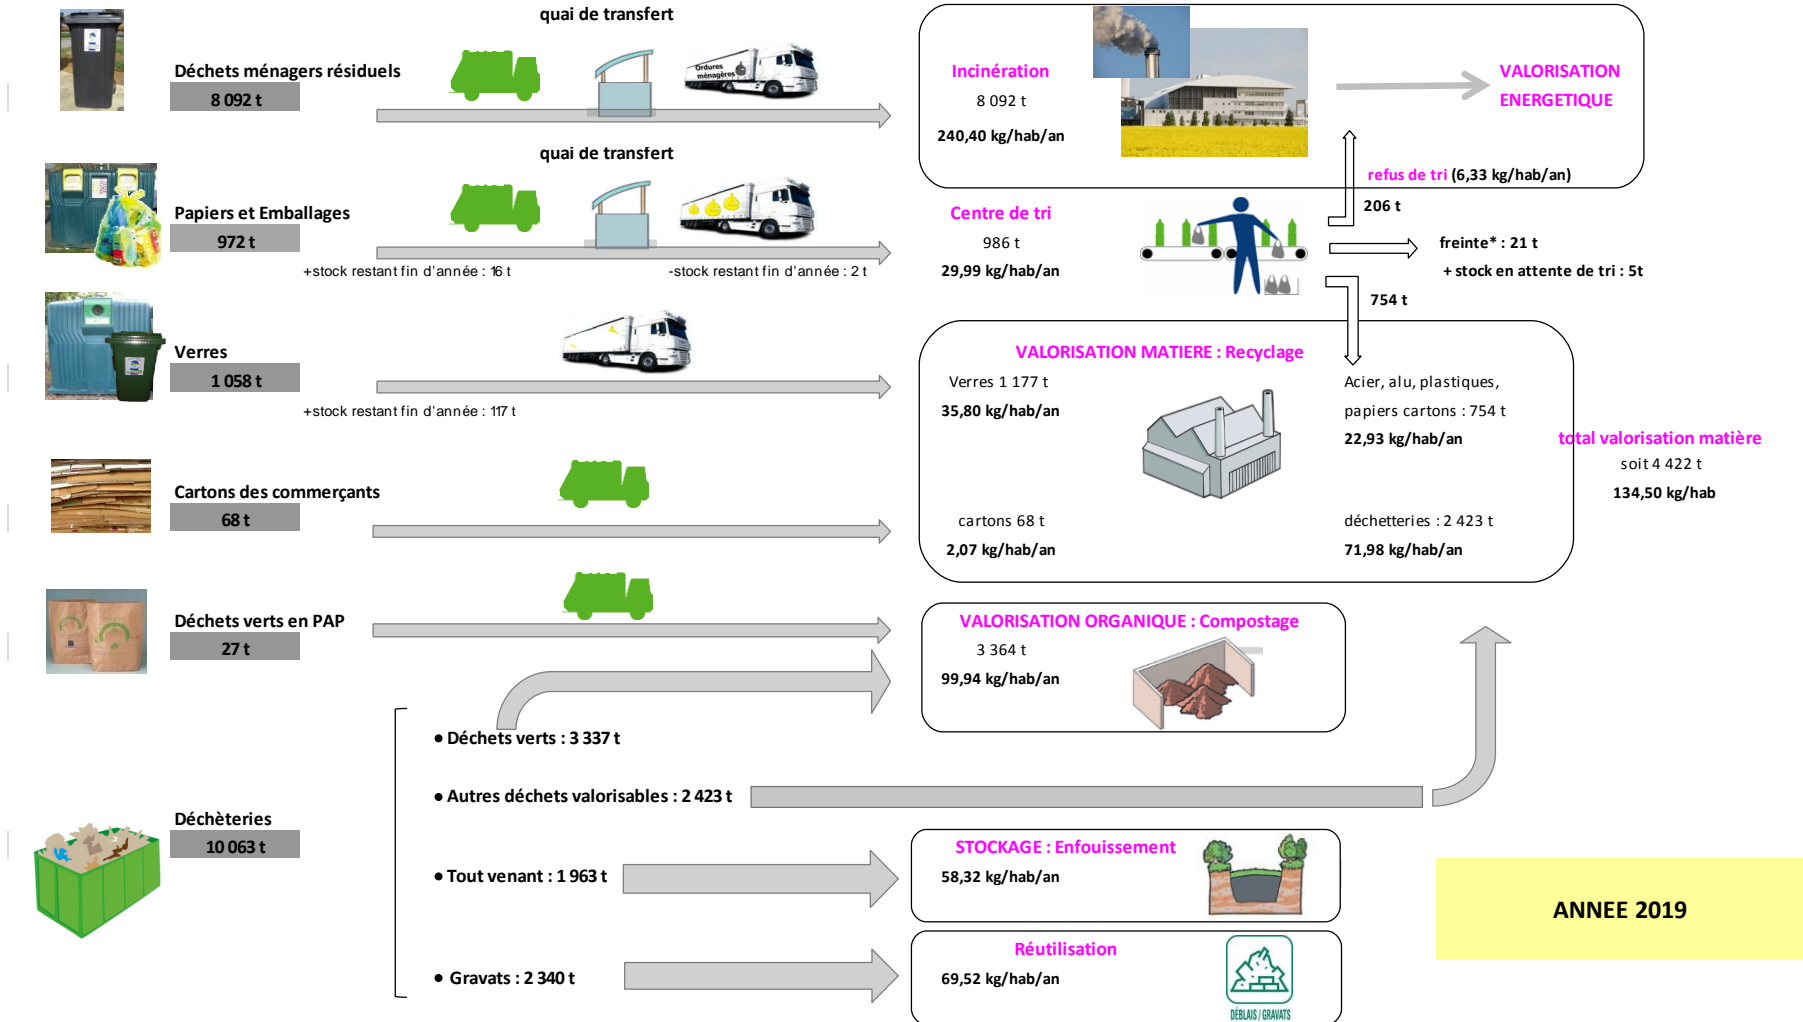 quai de transfert
Déchets ménagers résiduels
8 092 t
Ordures
ménagères
Incinération
8 092 t
240,40 kg/hab/an
VALORISATION
ENERGETIQUE
quai de transfert
refus de tri (6,33 kg/hab/an)
206 t
Papiers et Emballages
972 t
+stock restant fin d'année : 16 t
-stock restant fin d'année : 2 t
Centre de tri
986 t
29,99 kg/hab/an
freinte* : 21 t
+ stock en attente de tri : 5t
754 t
Verres
1 058 t
+stock restant fin d'année : 117 t
VALORISATION MATIERE : Recyclage
Verres 1 177 t
35,80 kg/hab/an
Acier, alu, plastiques,
papiers cartons : 754 t
22,93 kg/hab/an
total valorisation matière
soit 4 422 t
134,50 kg/hab
Cartons des commerçants
68 t
cartons 68 t
2,07 kg/hab/an
déchetteries : 2 423 t
71,98 kg/hab/an
Déchets verts en PAP
27 t
VALORISATION ORGANIQUE : Compostage
3 364 t
99,94 kg/hab/an
Déchèteries
10 063 t
• Déchets verts : 3 337 t
• Autres déchets valorisables : 2 423 t
• Tout venant : 1 963 t
• Gravats : 2 340 t
STOCKAGE : Enfouissement
58,32 kg/hab/an
Réutilisation
69,52 kg/hab/an
DÉBLAIS / GRAVATS
ANNEE 2019